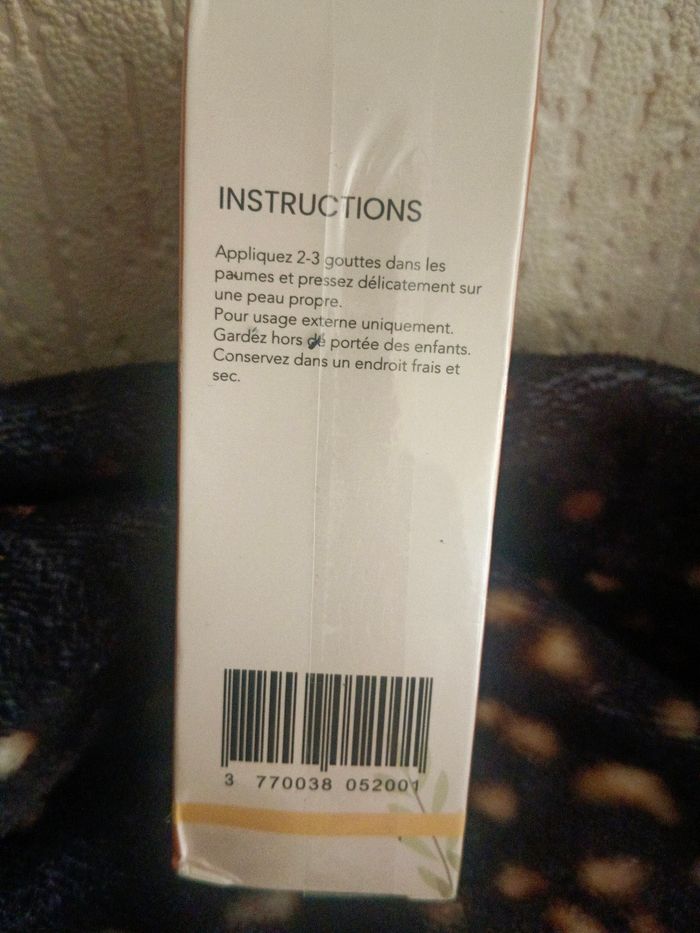 INSTRUCTIONS
Appliquez 2-3 gouttes dans les
paumes et pressez délicatement sur
une peau propre.
Pour usage externe uniquement.
Gardez hors de portée des enfants.
Conservez dans un endroit frais et
sec.
3 770038 052001